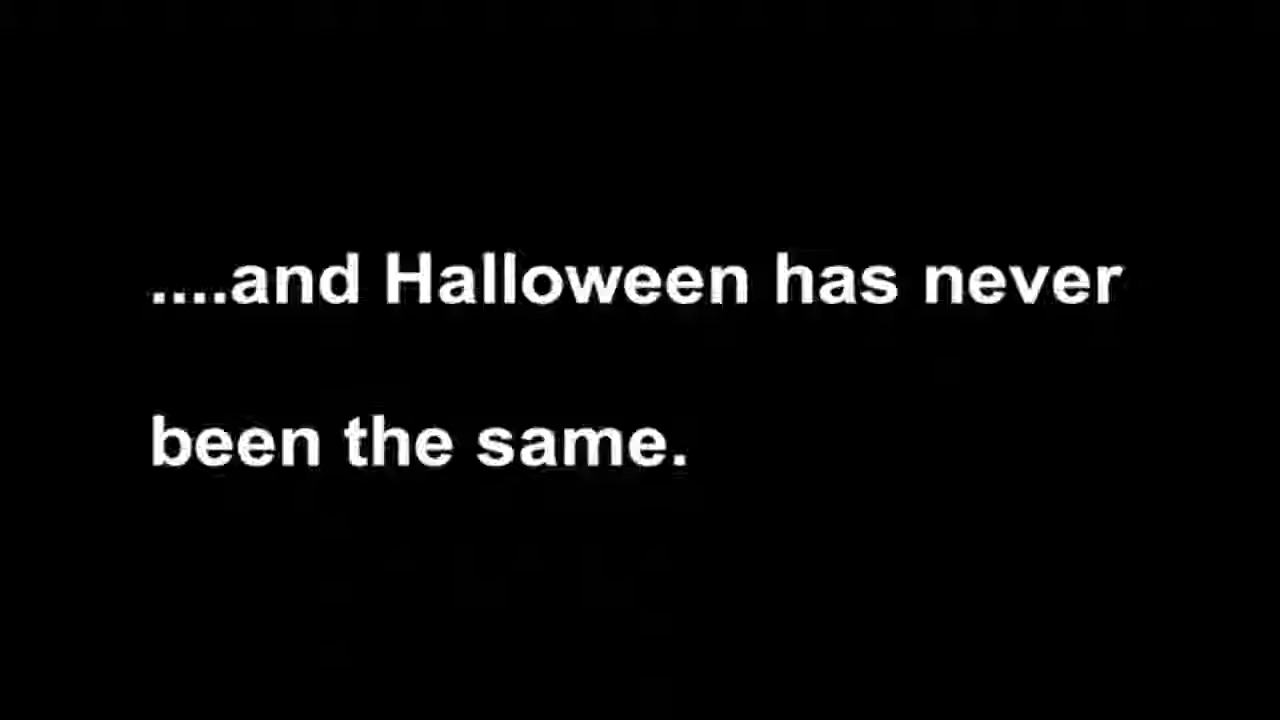 ....and Halloween has never
been the same.